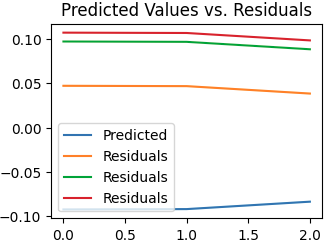 Predicted Values vs. Residuals
0.10
0.05
0.00
−0.05
−0.10
Predicted
Residuals
Residuals
Residuals
0.0 0.5 1.0 1.5 2.0